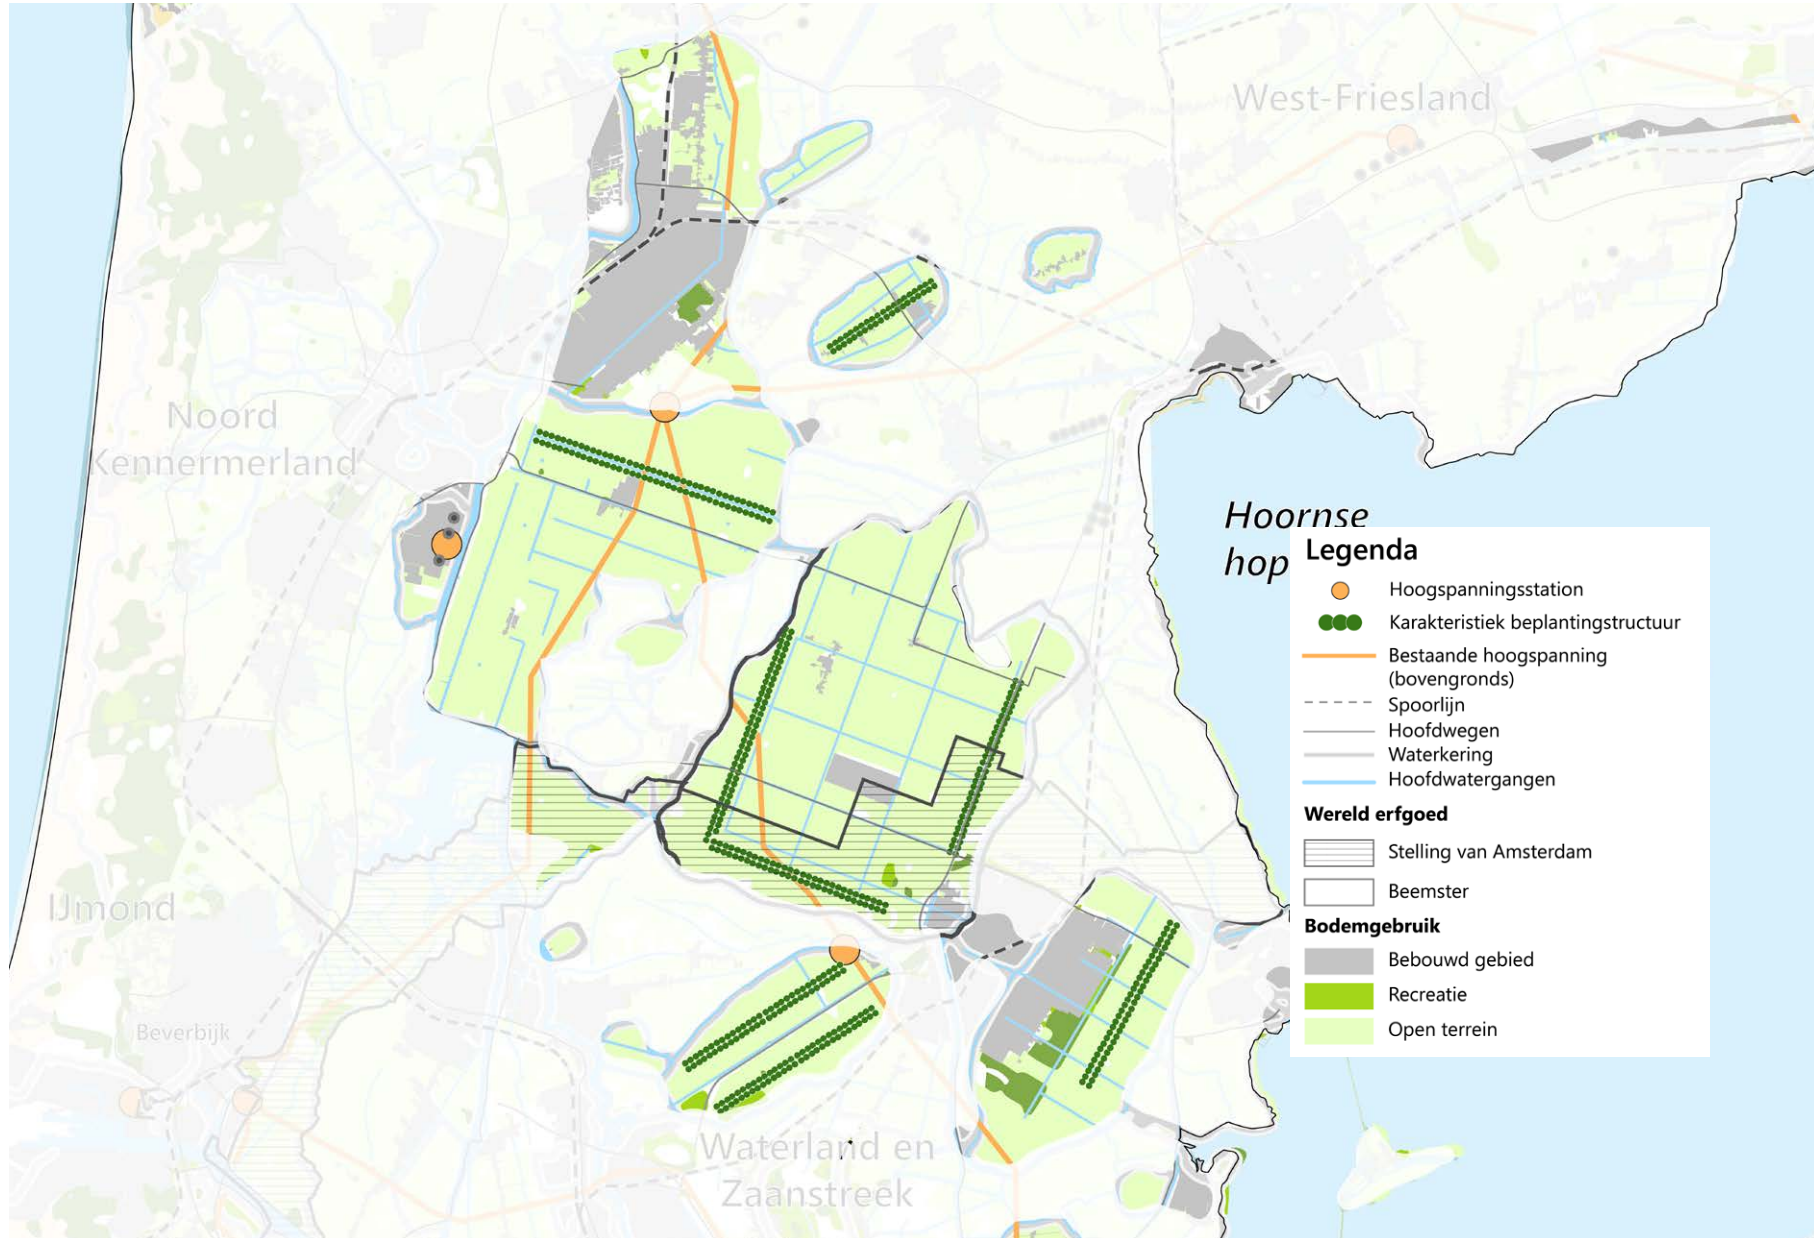 West-Friesland
Noord
Kennermerland
Hoornse
hop
IJmond
Beverbijk
Waterland en
Zaanstreek
Legenda
Hoogspanningsstation
Karakteristiek beplantingstructuur
Bestaande hoogspanning
(bovengronds)
Spoorlijn
Hoofdwegen
Waterkering
Hoofdwatergangen
Wereld erfgoed
Stelling van Amsterdam
Beemster
Bodemgebruik
Bebouwd gebied
Recreatie
Open terrein